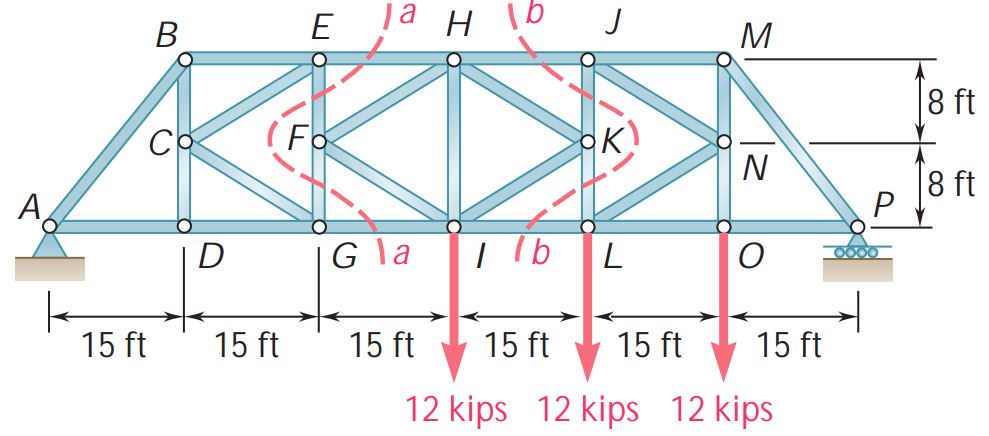 B E a H b J M
8 ft
C F K N
8 ft
A P
D G a I b L O
15 ft 15 ft 15 ft 15 ft 15 ft 15 ft
12 kips 12 kips 12 kips